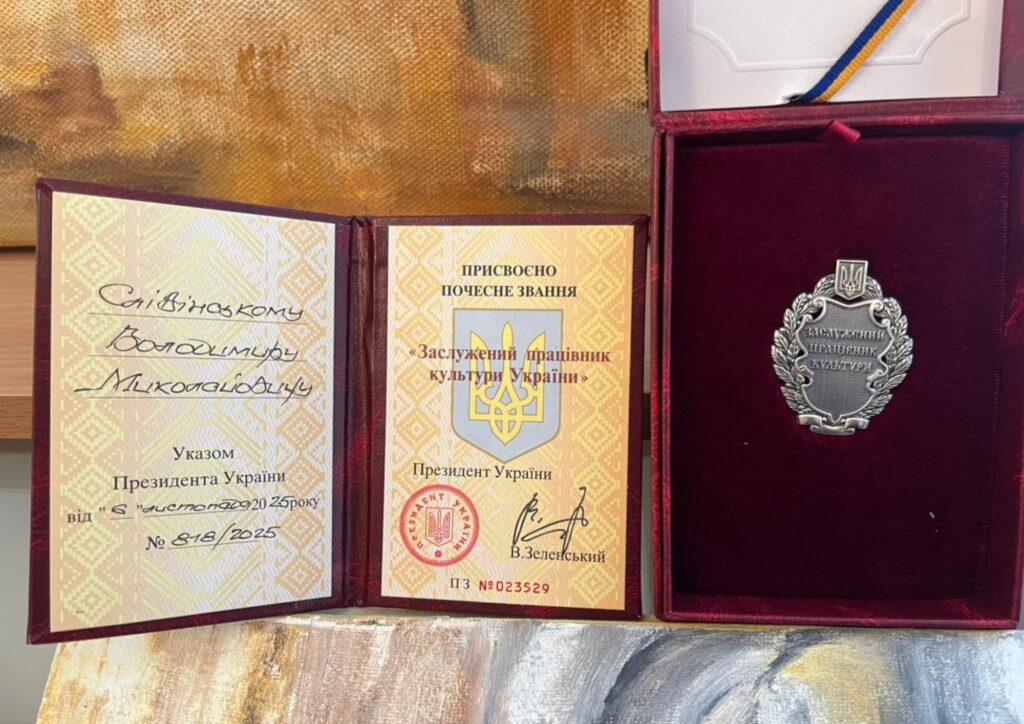 Слівінському
Володимиру
Миколайовичу
Указом
Президента України
від "6" листопада 2025 року
№ 818/2025
ПРИСВОЄНО
ПОЧЕСНЕ ЗВАННЯ
«Заслужений працівник
культури України»
Президент України
ПРЕЗИДЕНТ УКРАЇНИ
В.Зеленський
ПЗ №023529
ЗАСЛУЖЕНИЙ
ПРАЦІВНИК
КУЛЬТУРИ